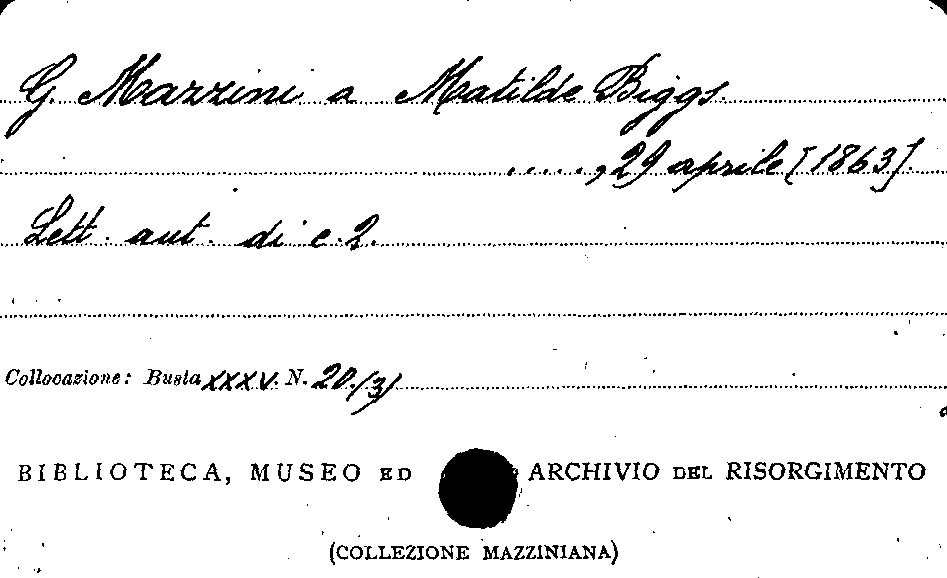 G. Mazzini a Matilde Biggs.
....., 29 aprile [1863].
Lett. aut. di c. 2.
Collocazione: Busta XXXV. N. 20/3/
BIBLIOTECA, MUSEO ED ARCHIVIO DEL RISORGIMENTO
(COLLEZIONE MAZZINIANA)